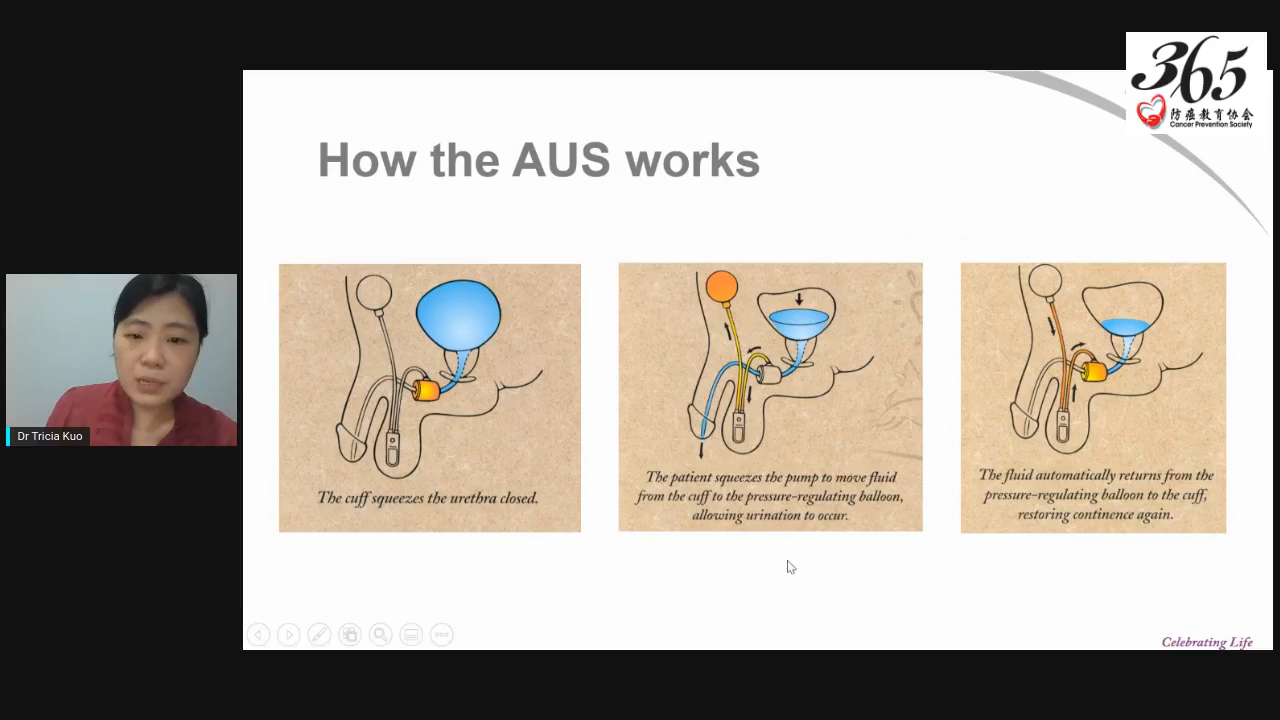 365
防癌教育协会
Cancer Prevention Society
How the AUS works
The cuff squeezes the urethra closed.
The patient squeezes the pump to move fluid
from the cuff to the pressure-regulating balloon,
allowing urination to occur.
The fluid automatically returns from the
pressure-regulating balloon to the cuff,
restoring continence again.
Dr Tricia Kuo
Celebrating Life